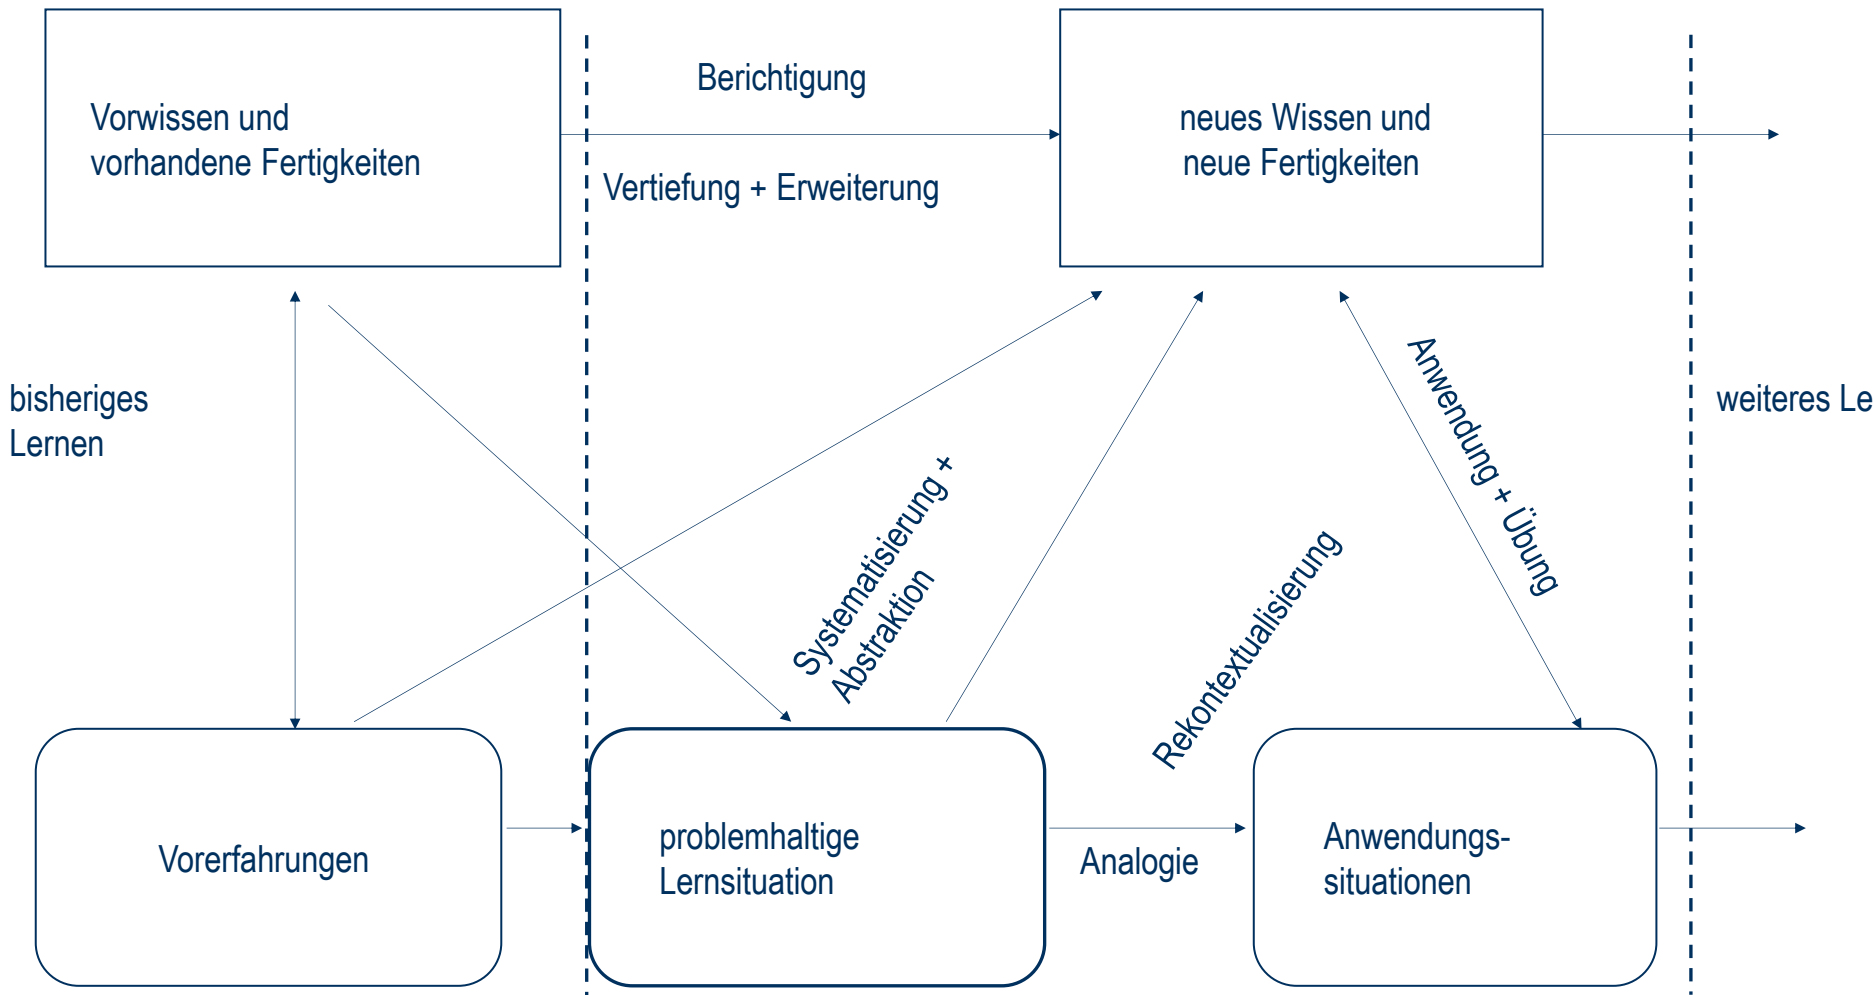 Vorwissen und
vorhandene Fertigkeiten
Berichtigung
Vertiefung + Erweiterung
neues Wissen und
neue Fertigkeiten
bisheriges
Lernen
weiteres Le
Systematisierung +
Abstraktion
Rekontextualisierung
Anwendung + Übung
Vorerfahrungen
problemhaltige
Lernsituation
Analogie
Anwendungs-
situationen